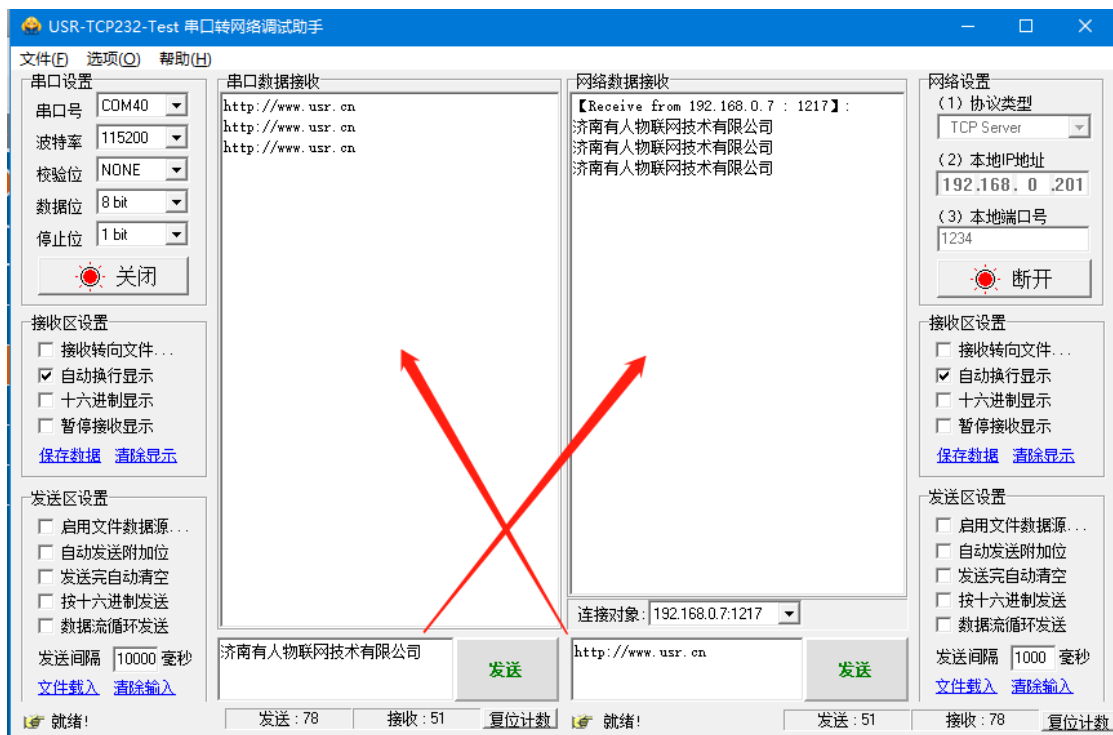 USR-TCP232-Test 串口转网络调试助手
文件(F) 选项(O) 帮助(H)
串口设置
串口号 COM40
波特率 115200
校验位 NONE
数据位 8 bit
停止位 1 bit
关闭
接收区设置
接收转向文件...
自动换行显示
十六进制显示
暂停接收显示
保存数据 清除显示
发送区设置
启用文件数据源...
自动发送附加位
发送完自动清空
按十六进制发送
数据流循环发送
发送间隔 10000 毫秒
文件载入 清除输入
就绪!
串口数据接收
http://www.usr.cn
http://www.usr.cn
http://www.usr.cn
济南有人物联网技术有限公司
发送
发送 : 78 接收 : 51 复位计数
网络数据接收
【Receive from 192.168.0.7 : 1217】:
济南有人物联网技术有限公司
济南有人物联网技术有限公司
济南有人物联网技术有限公司
连接对象: 192.168.0.7:1217
http://www.usr.cn
发送
就绪!
发送 : 51 接收 : 78 复位计数
网络设置
(1) 协议类型
TCP Server
(2) 本地IP地址
192.168. 0 .201
(3) 本地端口号
1234
断开
接收区设置
接收转向文件...
自动换行显示
十六进制显示
暂停接收显示
保存数据 清除显示
发送区设置
启用文件数据源...
自动发送附加位
发送完自动清空
按十六进制发送
数据流循环发送
发送间隔 1000 毫秒
文件载入 清除输入